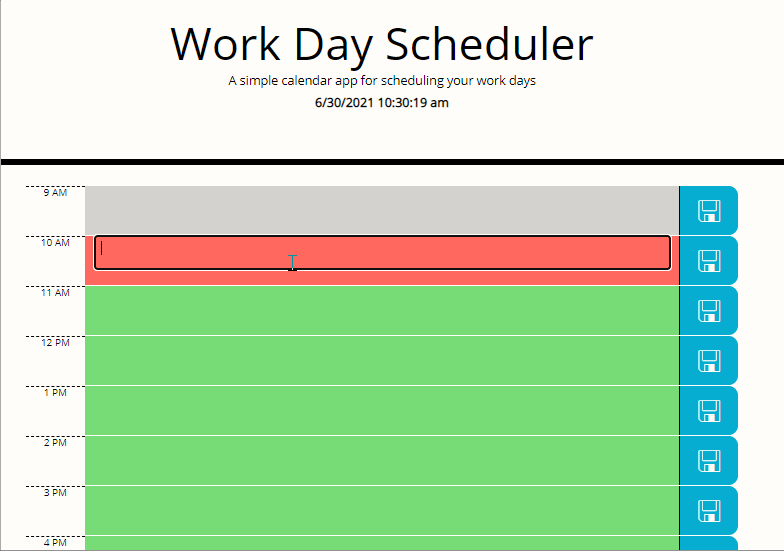 Work Day Scheduler
A simple calendar app for scheduling your work days
6/30/2021 10:30:19 am
9 AM
10 AM
11 AM
12 PM
1 PM
2 PM
3 PM
4 PM